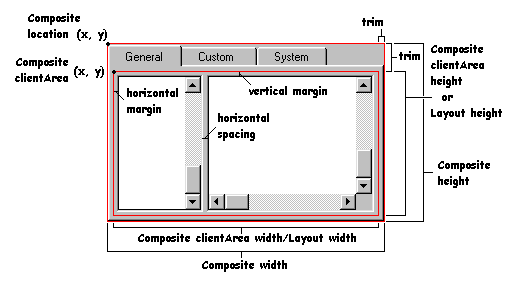 Composite
location (x, y)
trim
General
Custom
System
Composite
clientArea
(x, y)
trim
Composite
clientArea
height
or
Layout height
vertical margin
horizontal
margin
horizontal
spacing
Composite
height
Composite clientArea width/Layout width
Composite width